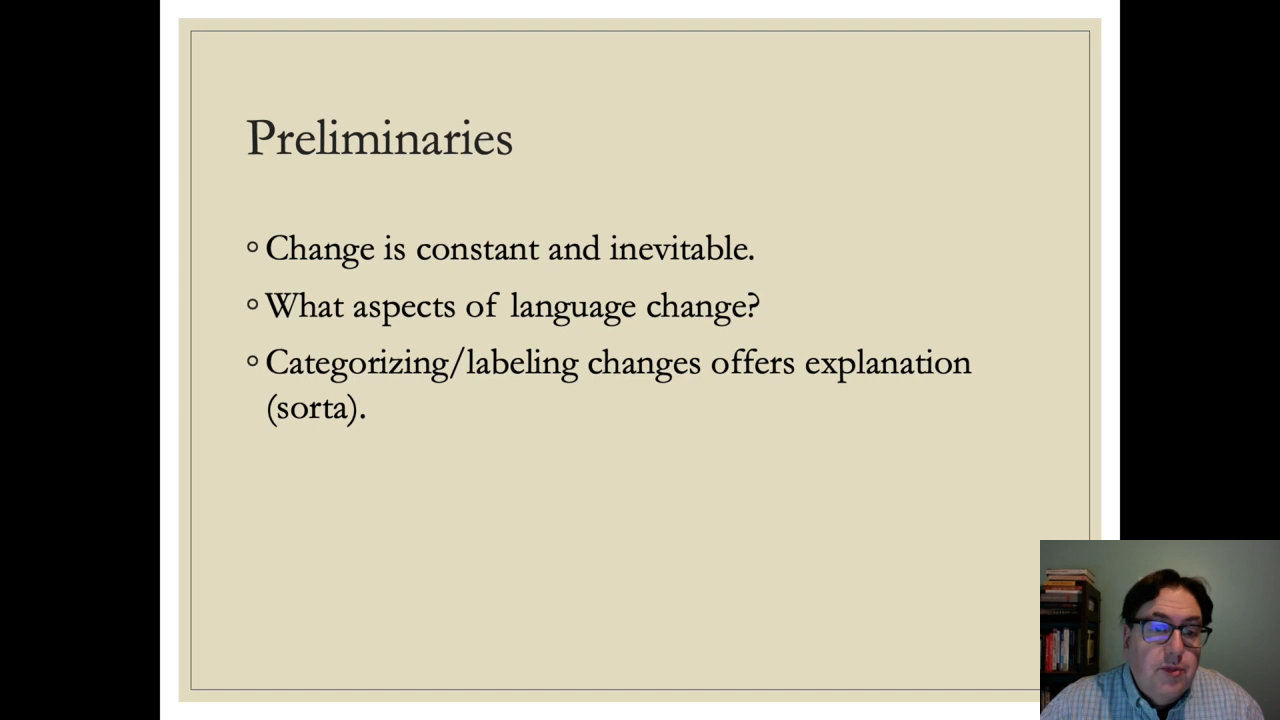 Preliminaries
Change is constant and inevitable.
What aspects of language change?
Categorizing/labeling changes offers explanation
(sorta).